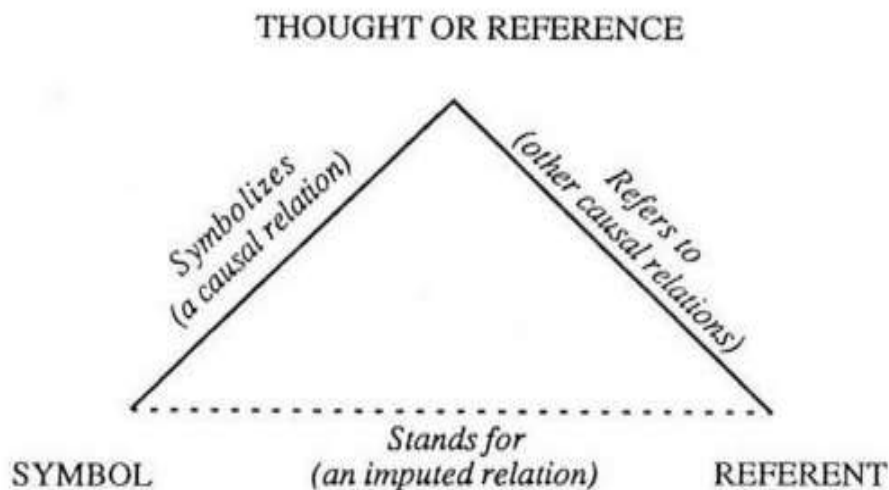 THOUGHT OR REFERENCE
Symbolizes
(a causal relation)
Refers to
(other causal relations)
Stands for
(an imputed relation)
SYMBOL
REFERENT